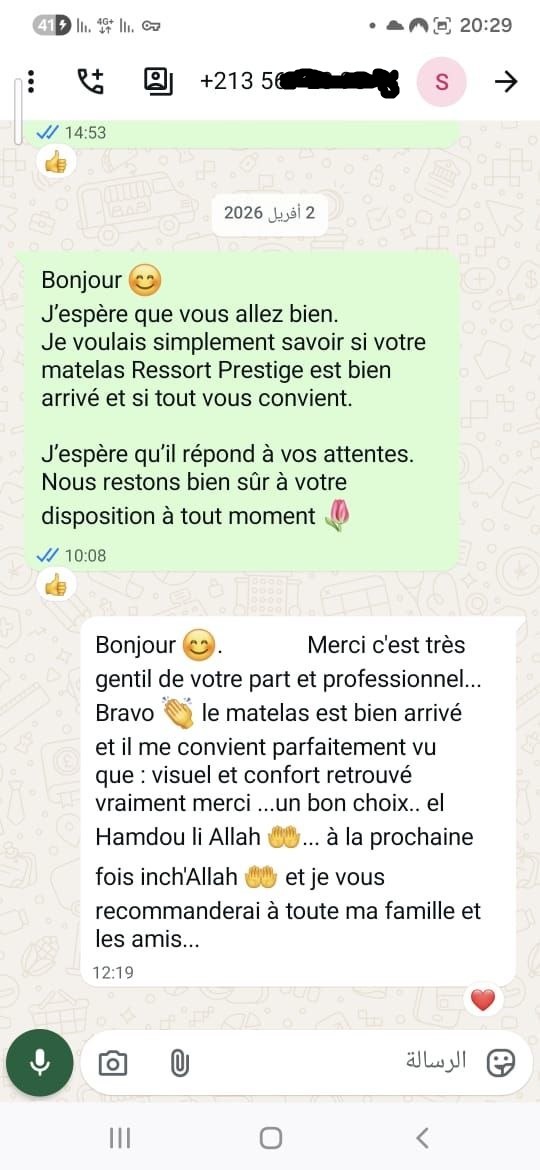 41 4G+ 20:29
+213 56
S
14:53
👍
2 أفريل 2026
Bonjour 😊
J’espère que vous allez bien.
Je voulais simplement savoir si votre
matelas Ressort Prestige est bien
arrivé et si tout vous convient.
J’espère qu’il répond à vos attentes.
Nous restons bien sûr à votre
disposition à tout moment 🌷
10:08
👍
Bonjour 😊. Merci c'est très
gentil de votre part et professionnel...
Bravo 👏 le matelas est bien arrivé
et il me convient parfaitement vu
que : visuel et confort retrouvé
vraiment merci ...un bon choix.. el
Hamdou li Allah 🤲... à la prochaine
fois inch'Allah 🤲 et je vous
recommanderai à toute ma famille et
les amis...
12:19
❤️
الرسالة